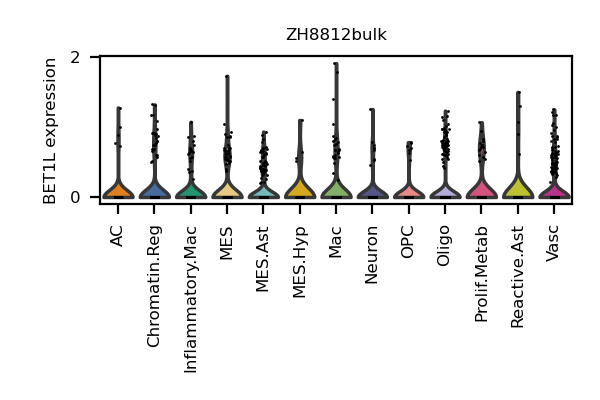 ZH8812bulk
BET1L expression
2
0
AC
Chromatin.Reg
Inflammatory.Mac
MES
MES.Ast
MES.Hyp
Mac
Neuron
OPC
Oligo
Prolif.Metab
Reactive.Ast
Vasc